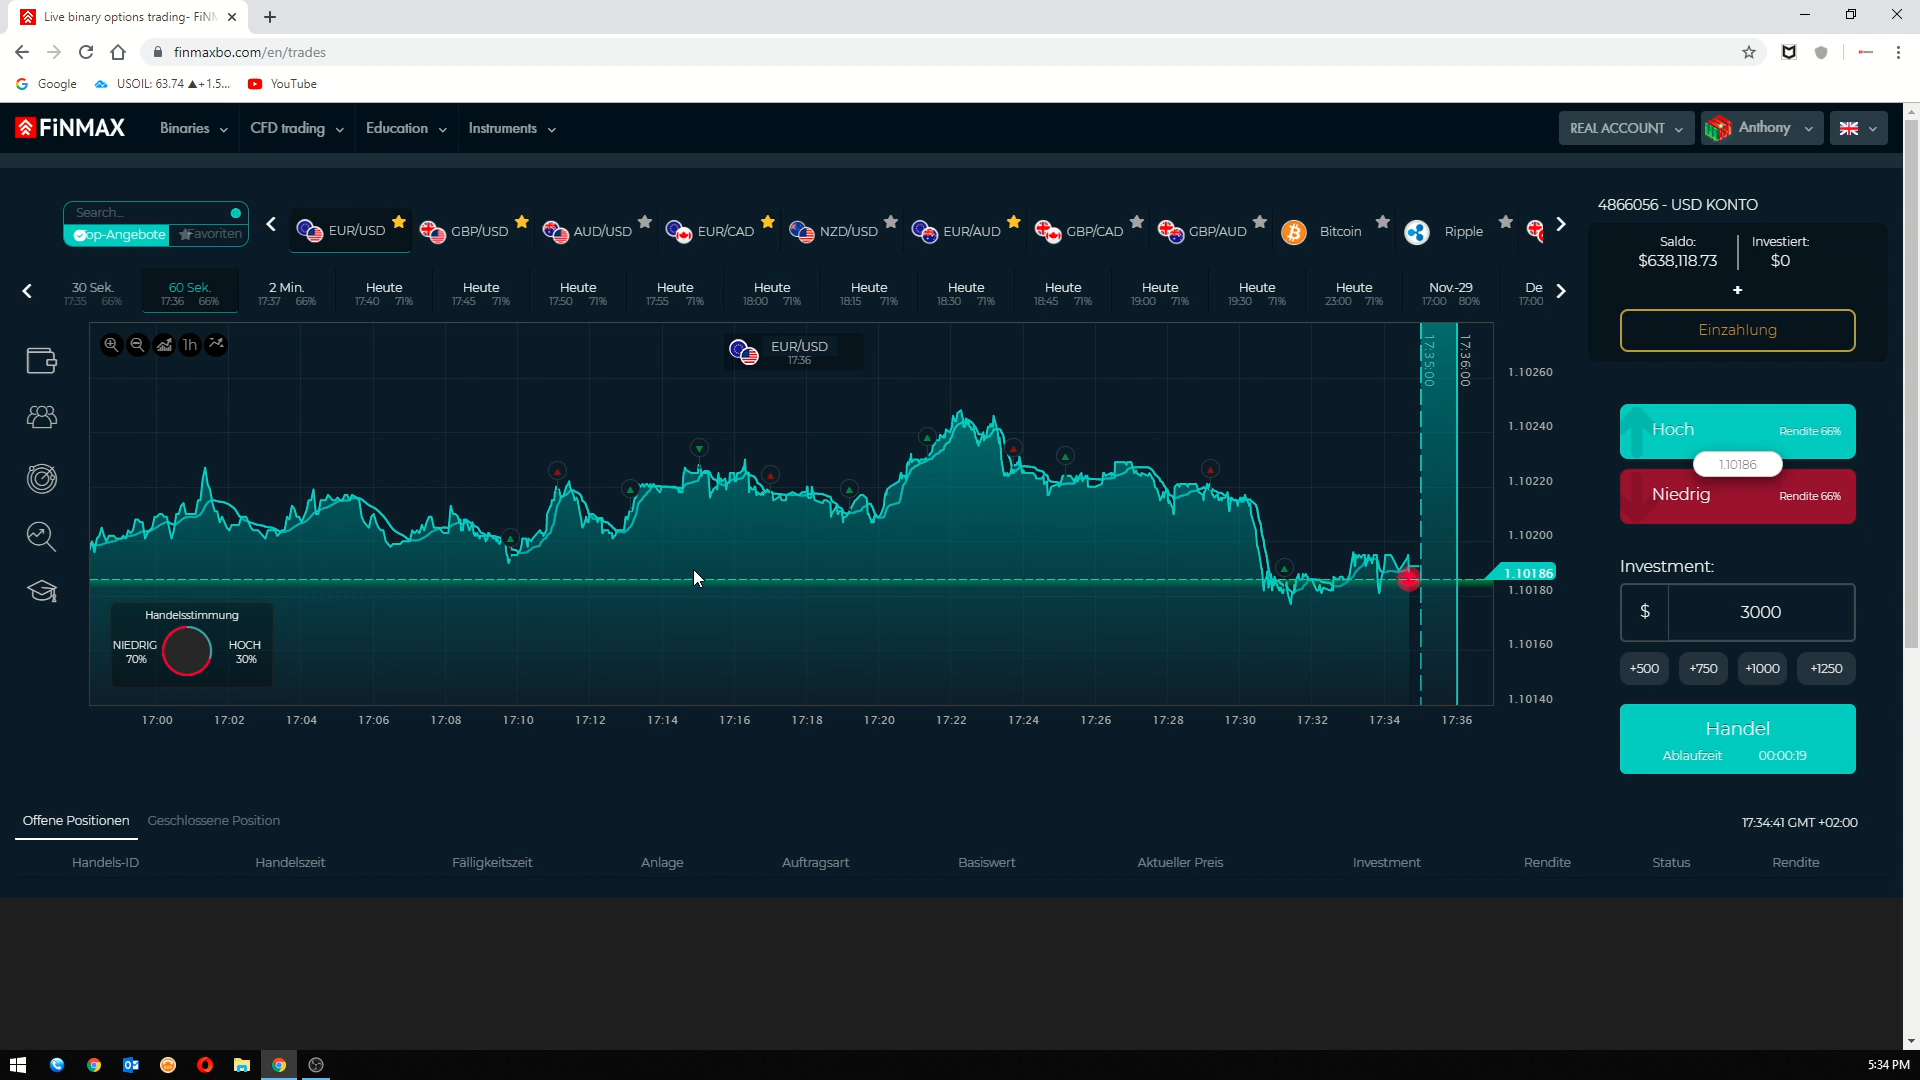 Live binary options trading- FiNM
finmaxbo.com/en/trades
Google USOIL: 63.74 ▲+1.5... YouTube
FiNMAX Binaries CFD trading Education Instruments REAL ACCOUNT Anthony
Search...
Top-Angebote Favoriten
EUR/USD GBP/USD AUD/USD EUR/CAD NZD/USD EUR/AUD GBP/CAD GBP/AUD Bitcoin Ripple
30 Sek. 60 Sek. 2 Min. Heute Heute Heute Heute Heute Heute Heute Heute Heute Heute Heute Nov.-29 De
17:35 66% 17:36 66% 17:37 66% 17:40 71% 17:45 71% 17:50 71% 17:55 71% 18:00 71% 18:15 71% 18:30 71% 18:45 71% 19:00 71% 19:30 71% 23:00 71% 17:00 80% 17:00
1h
EUR/USD
17:36
17:35:00
17:36:00
1.10260
1.10240
1.10220
1.10200
1.10186
1.10180
1.10160
1.10140
Handelsstimmung
NIEDRIG HOCH
70% 30%
17:00 17:02 17:04 17:06 17:08 17:10 17:12 17:14 17:16 17:18 17:20 17:22 17:24 17:26 17:28 17:30 17:32 17:34 17:36
4866056 - USD KONTO
Saldo: Investiert:
$638,118.73 $0
+
Einzahlung
Hoch Rendite 66%
1.10186
Niedrig Rendite 66%
Investment:
$ 3000
+500 +750 +1000 +1250
Handel
Ablaufzeit 00:00:19
Offene Positionen Geschlossene Position 17:34:41 GMT +02:00
Handels-ID Handelszeit Fälligkeitszeit Anlage Auftragsart Basiswert Aktueller Preis Investment Rendite Status Rendite
5:34 PM